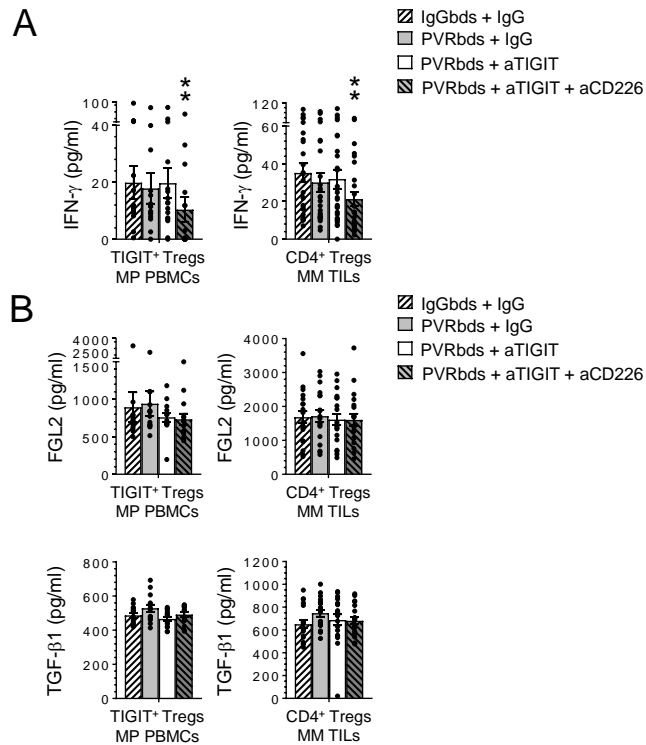 A
IgGbds + IgG
PVRbds + IgG
PVRbds + aTIGIT
PVRbds + aTIGIT + aCD226
IFN-γ (pg/ml)
100
80
40
20
0
**
TIGIT⁺ Tregs
MP PBMCs
IFN-γ (pg/ml)
120
60
40
20
0
**
CD4⁺ Tregs
MM TILs
B
IgGbds + IgG
PVRbds + IgG
PVRbds + aTIGIT
PVRbds + aTIGIT + aCD226
FGL2 (pg/ml)
4000
2500
1500
1000
500
0
TIGIT⁺ Tregs
MP PBMCs
FGL2 (pg/ml)
4000
3000
2000
1000
0
CD4⁺ Tregs
MM TILs
TGF-β1 (pg/ml)
800
600
400
200
0
TIGIT⁺ Tregs
MP PBMCs
TGF-β1 (pg/ml)
1200
1000
800
600
400
200
0
CD4⁺ Tregs
MM TILs